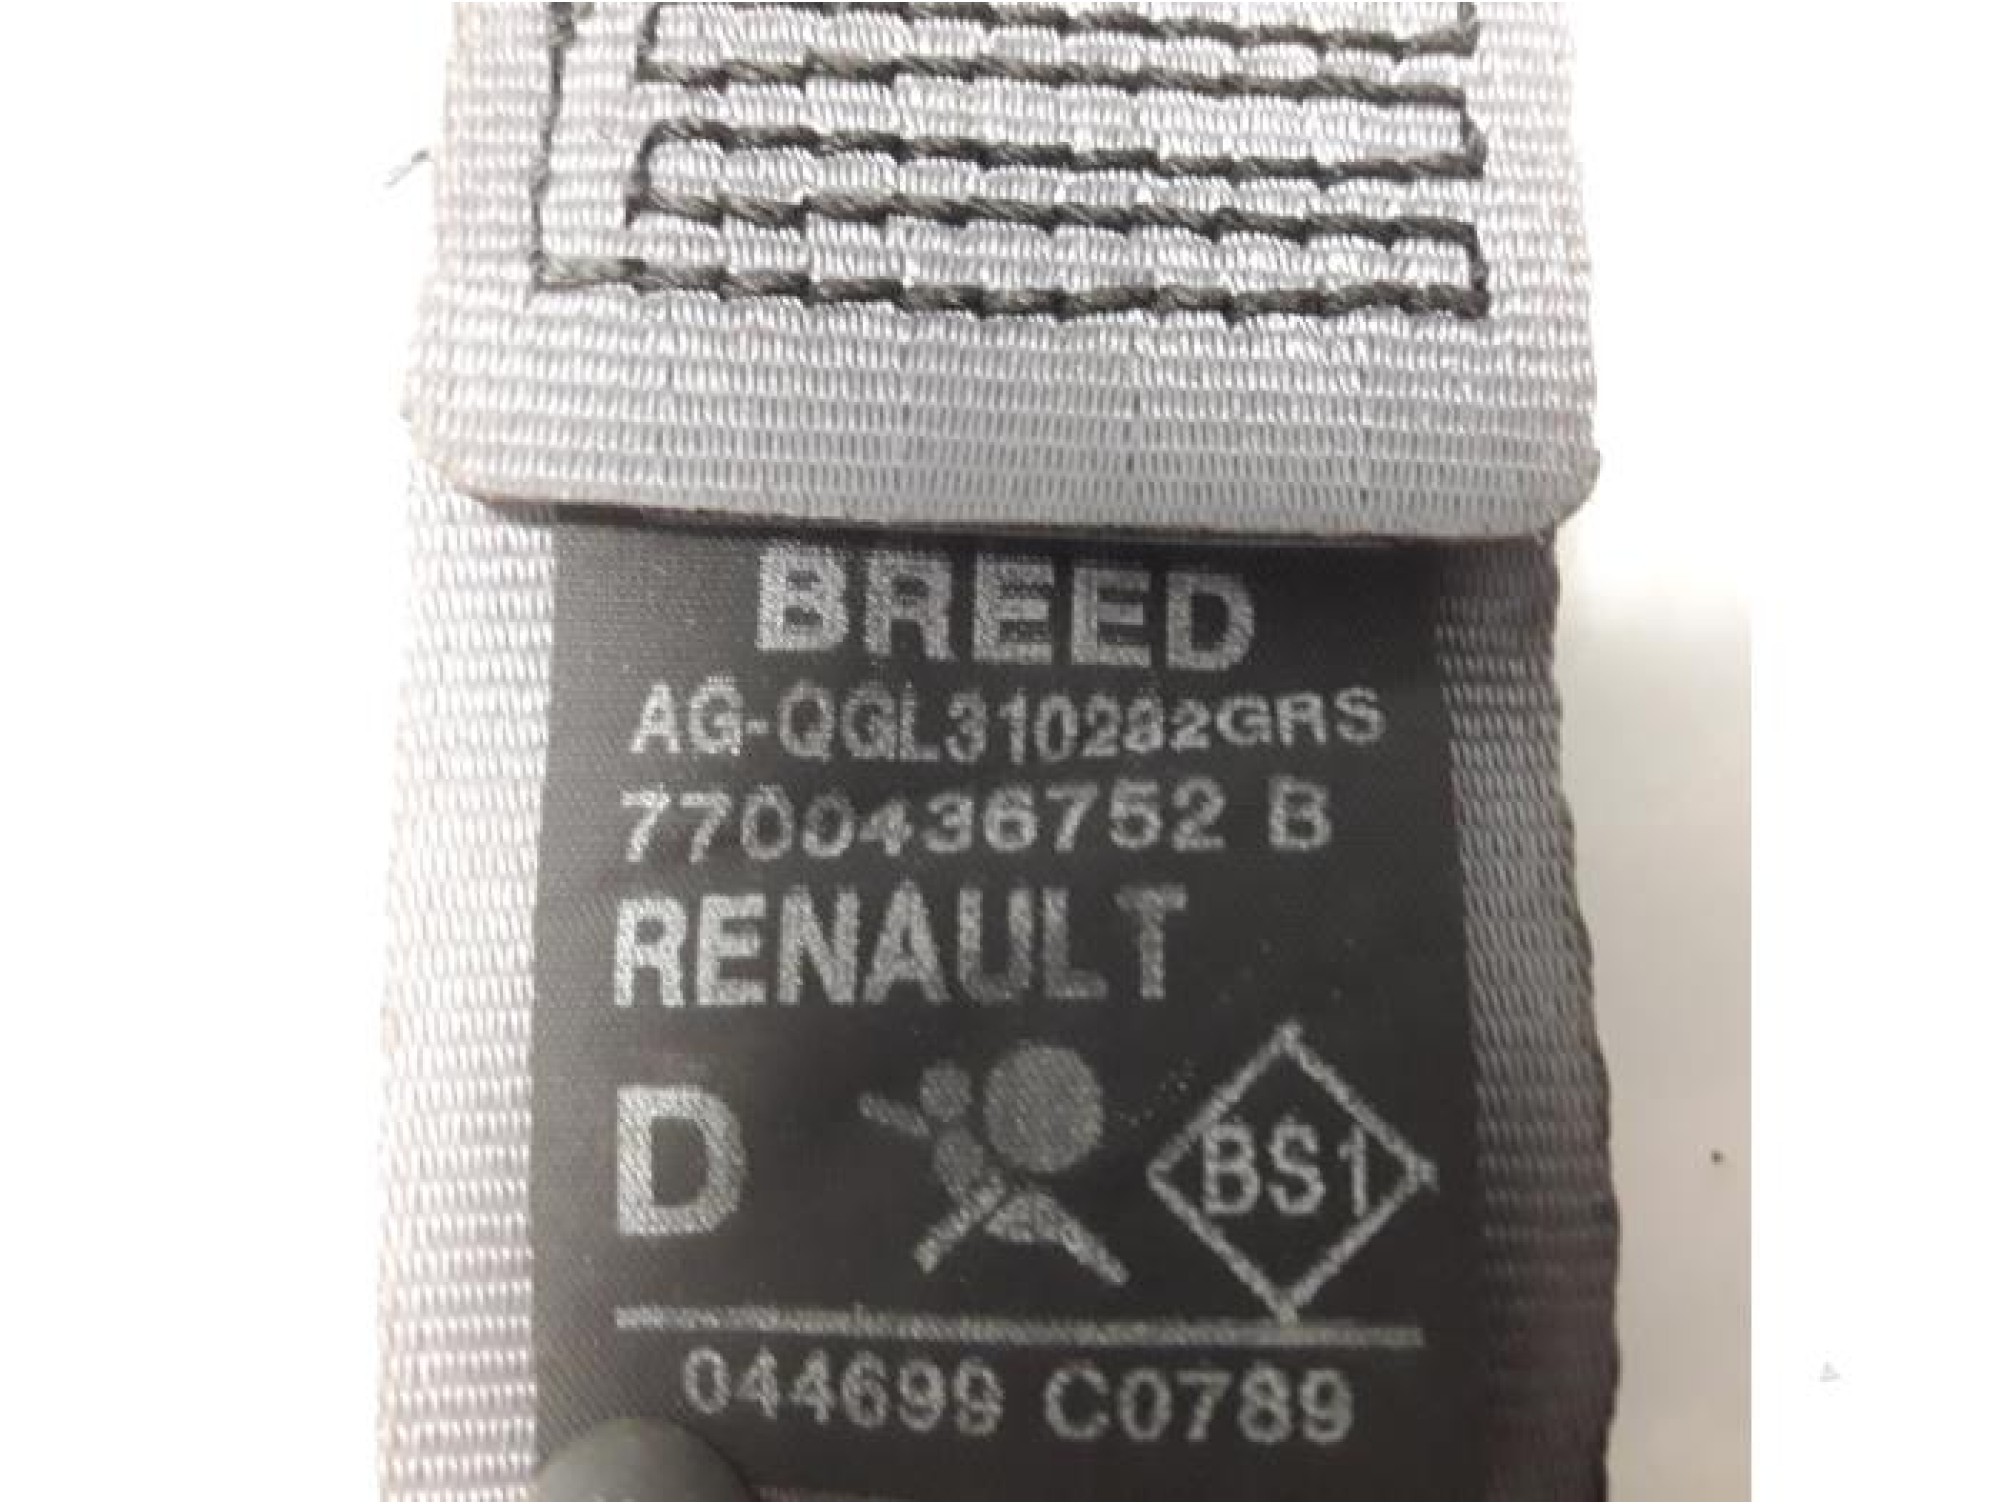 BREED
AG-QGL310282GRS
7700436752 B
RENAULT
D
BS1
044699 C0789